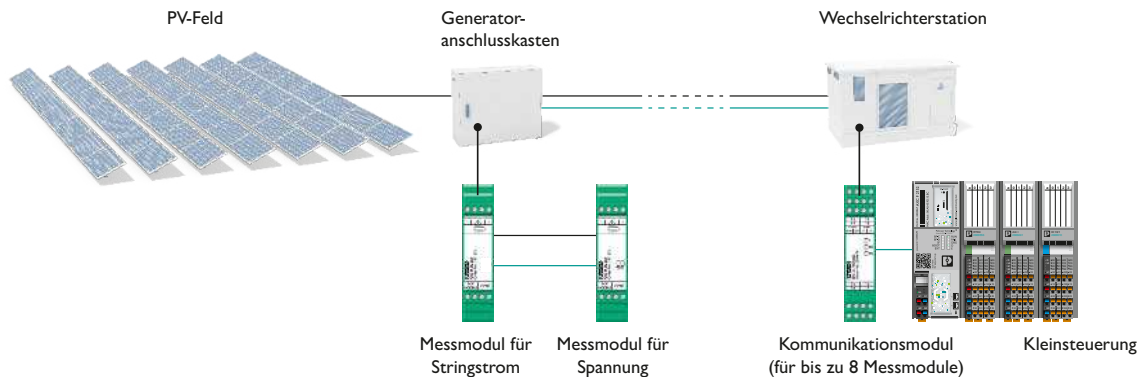 PV-Feld
Generator-
anschlusskasten
Wechselrichterstation
Messmodul für
Stringstrom
Messmodul für
Spannung
Kommunikationsmodul
(für bis zu 8 Messmodule)
Kleinsteuerung